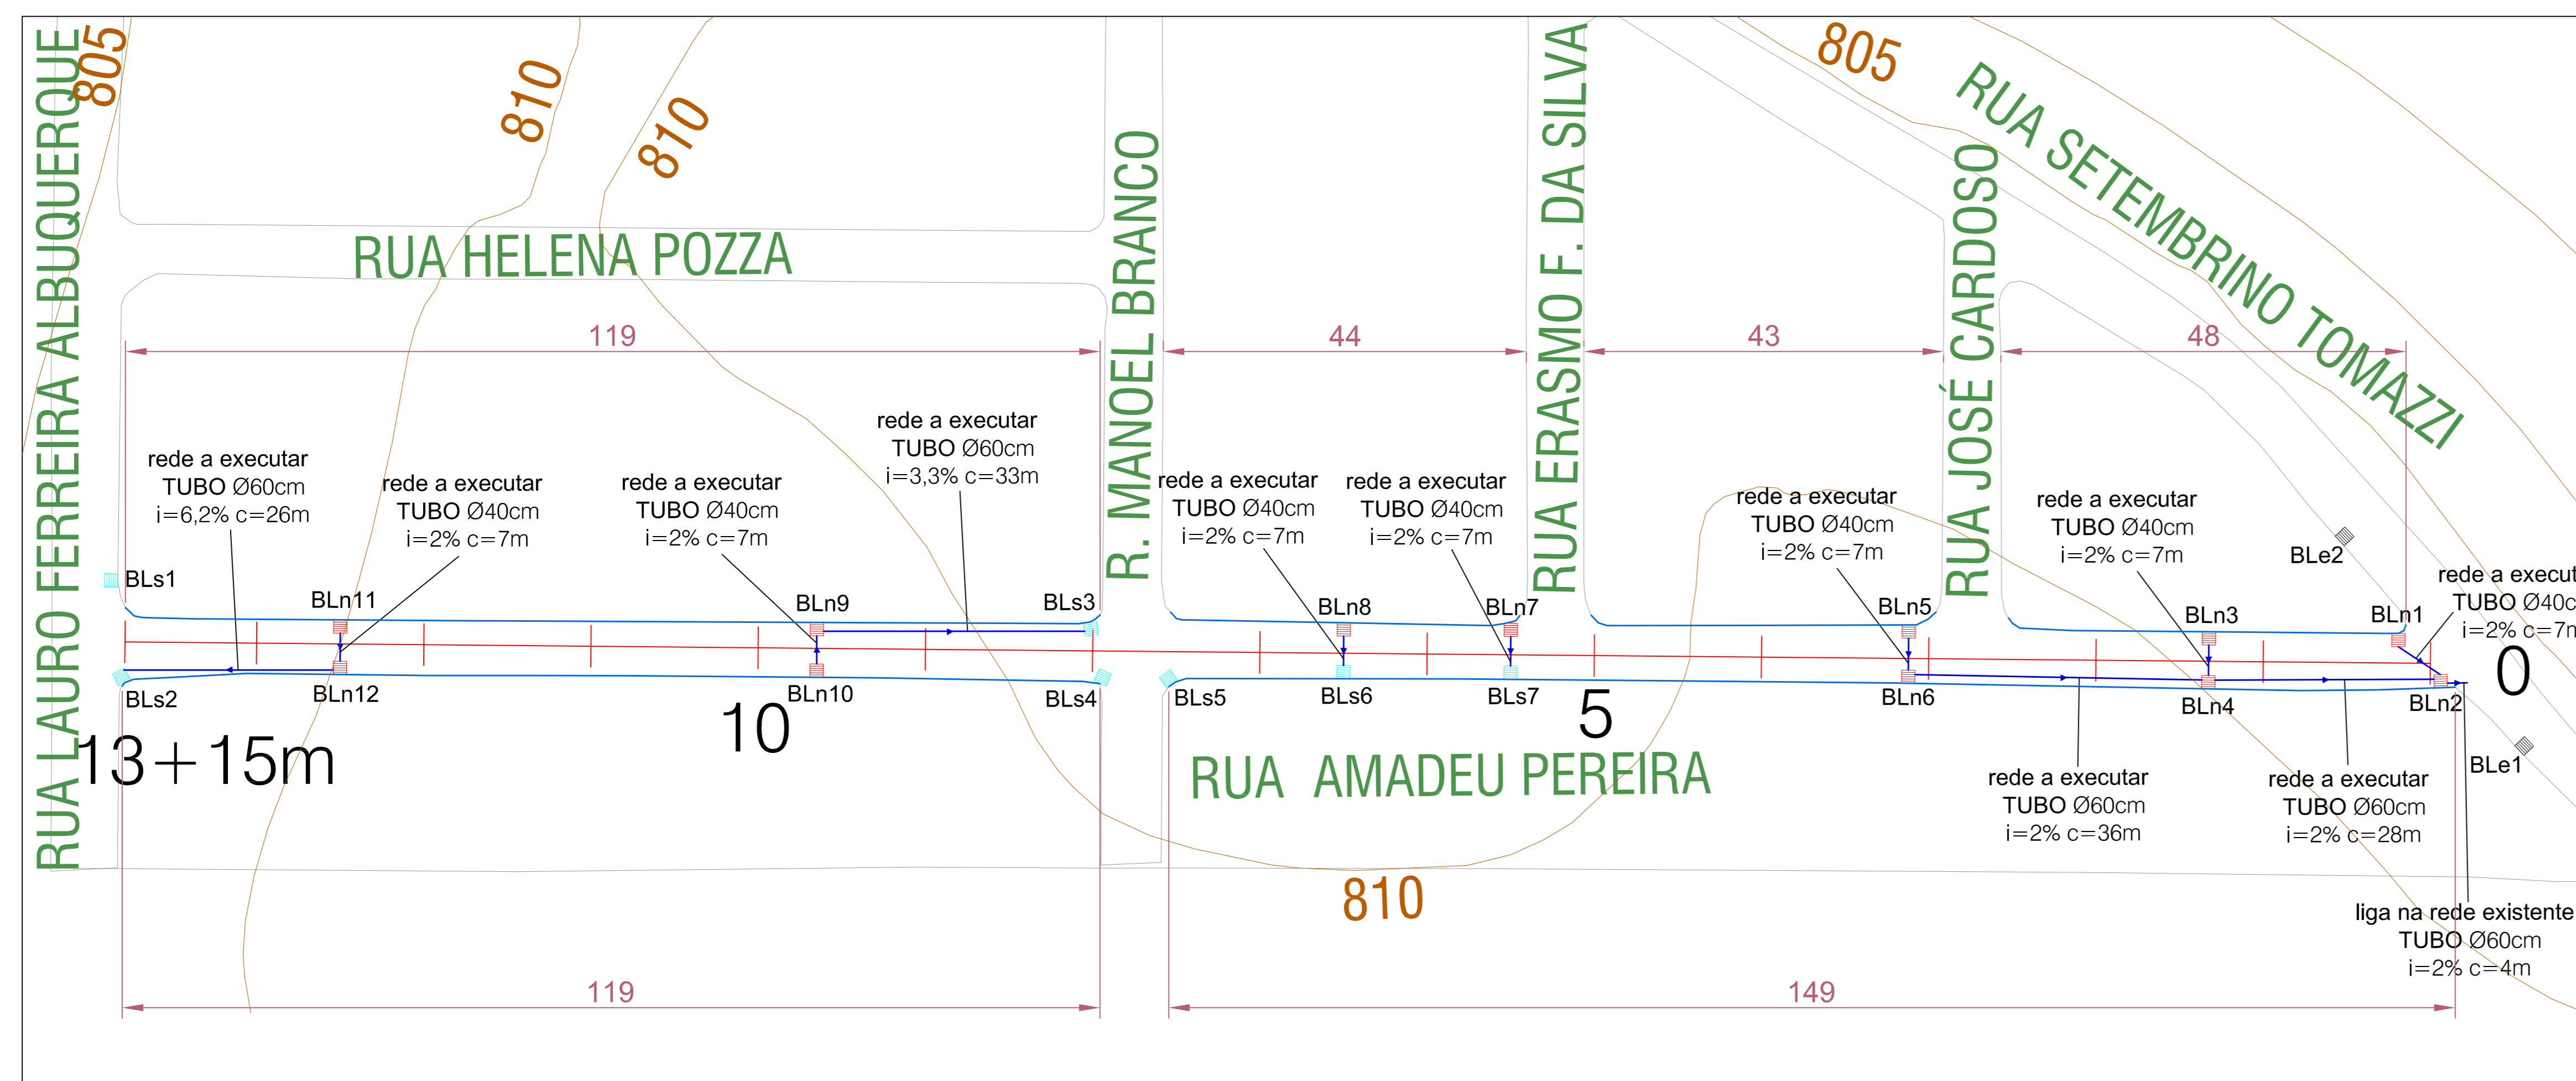 RUA LAURO FERREIRA ALBUQUERQUE
805
810
810
RUA HELENA POZZA
R. MANOEL BRANCO
RUA ERASMO F. DA SILVA
RUA JOSÉ CARDOSO
805
RUA SETEMBRINO TOMAZZI
119
44
43
48
rede a executar
TUBO Ø60cm
i=6,2% c=26m
rede a executar
TUBO Ø40cm
i=2% c=7m
rede a executar
TUBO Ø40cm
i=2% c=7m
rede a executar
TUBO Ø60cm
i=3,3% c=33m
rede a executar
TUBO Ø40cm
i=2% c=7m
rede a executar
TUBO Ø40cm
i=2% c=7m
rede a executar
TUBO Ø40cm
i=2% c=7m
rede a executar
TUBO Ø40cm
i=2% c=7m
BLe2
rede a execut
TUBO Ø40c
i=2% c=7m
BLs1
BLn11
BLn9
BLs3
BLn8
BLn7
BLn5
BLn3
BLn1
BLs2
BLn12
BLn10
BLs4
BLs5
BLs6
BLs7
BLn6
BLn4
BLn2
0
13+15m
10
5
RUA AMADEU PEREIRA
BLe1
rede a executar
TUBO Ø60cm
i=2% c=36m
rede a executar
TUBO Ø60cm
i=2% c=28m
810
liga na rede existente
TUBO Ø60cm
i=2% c=4m
119
149